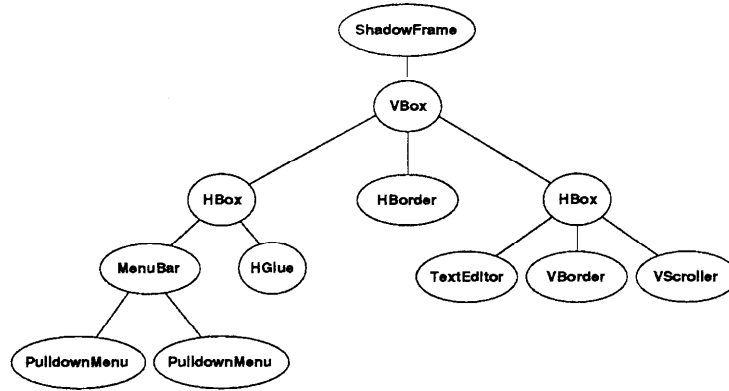 ShadowFrame
VBox
HBox
HBorder
HBox
MenuBar
HGlue
TextEditor
VBorder
VScroller
PulldownMenu
PulldownMenu